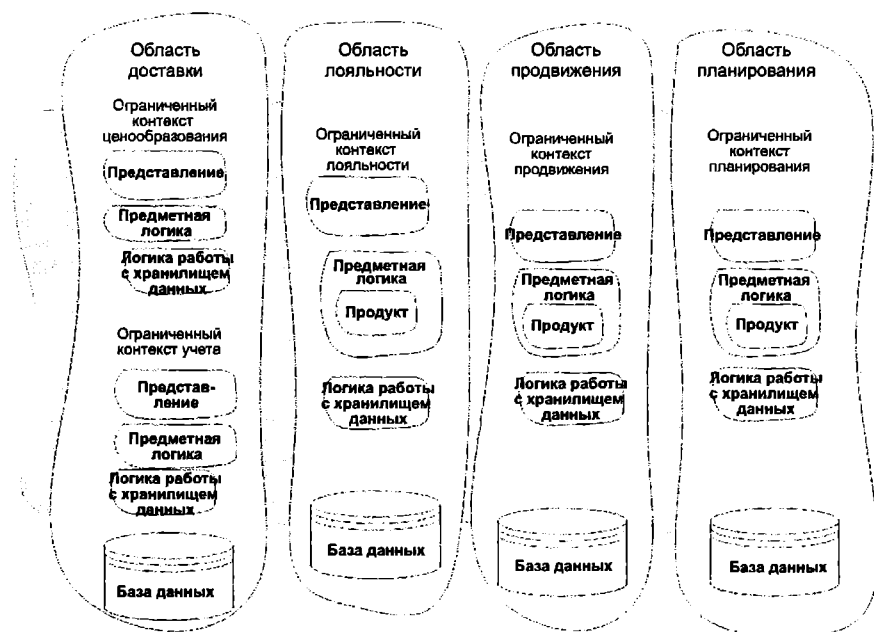 Область
доставки
Ограниченный
контекст
ценообразования
Представление
Предметная
логика
Логика работы
с хранилищем
данных
Ограниченный
контекст учета
Представ-
ление
Предметная
логика
Логика работы
с хранилищем
данных
База данных
Область
лояльности
Ограниченный
контекст
лояльности
Представление
Предметная
логика
Продукт
Логика работы
с хранилищем
данных
База данных
Область
продвижения
Ограниченный
контекст
продвижения
Представление
Предметная
логика
Продукт
Логика работы
с хранилищем
данных
База данных
Область
планирования
Ограниченный
контекст
планирования
Представление
Предметная
логика
Продукт
Логика работы
с хранилищем
данных
База данных